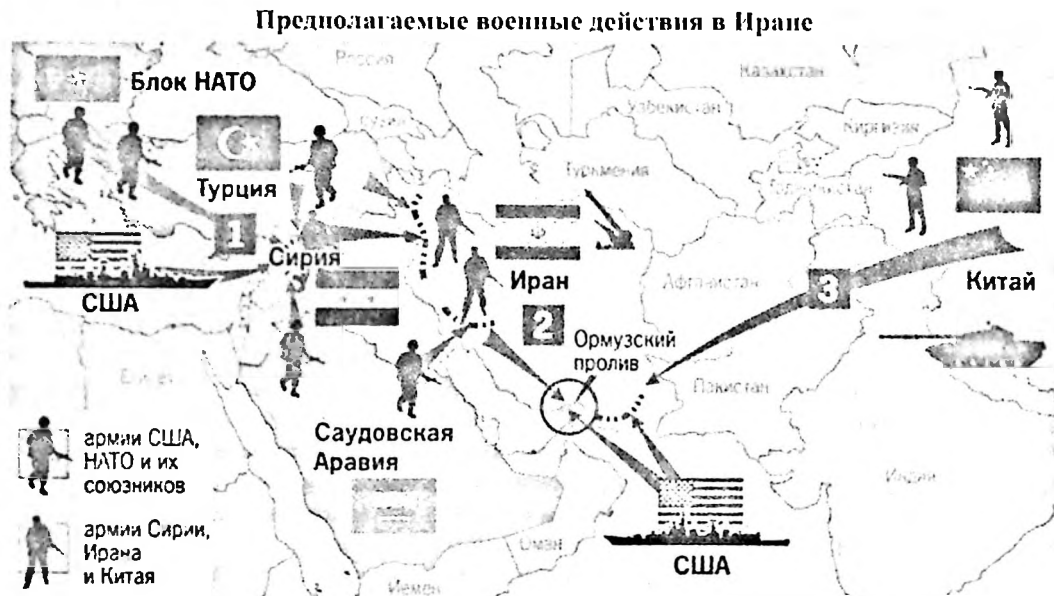 Предполагаемые военные действия в Иране
Блок НАТО
Россия
Казахстан
Узбекистан
Киргизия
Турция
Туркмения
1
Сирия
США
Иран
Афганистан
3
Китай
2
Ормузский
пролив
Пакистан
Саудовская
Аравия
Индия
армии США,
НАТО и их
союзников
армии Сирии,
Ирана
и Китая
Оман
Йемен
США